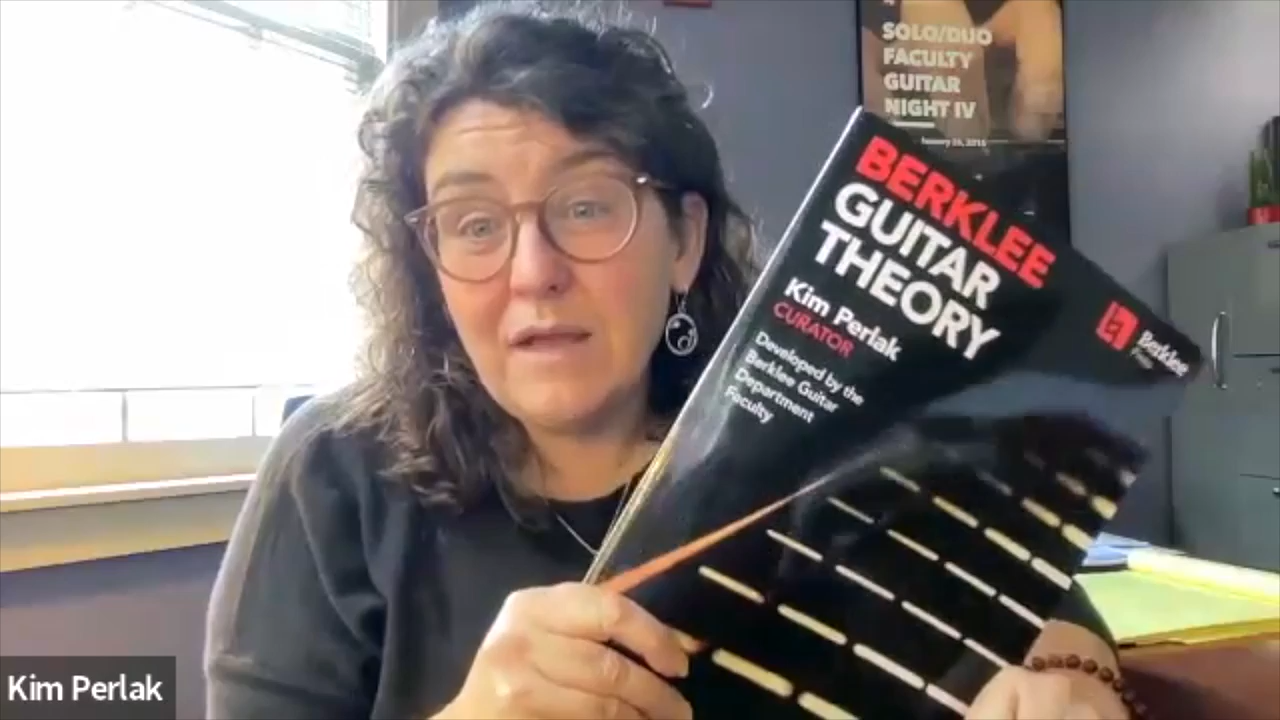 SOLO/DUO
FACULTY
GUITAR
NIGHT IV
BERKLEE
GUITAR
THEORY
Kim Perlak
CURATOR
Developed by the
Berklee Guitar
Department
Faculty
Berklee
Press
Kim Perlak